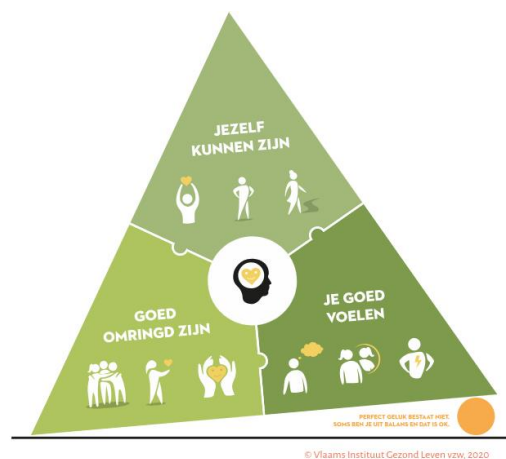 JEZELF
KUNNEN ZIJN
GOED
OMRINGD ZIJN
JE GOED
VOELEN
PERFECT GELUK BESTAAT NIET.
SOMS BEN JE UIT BALANS EN DAT IS OK.
© Vlaams Instituut Gezond Leven vzw, 2020